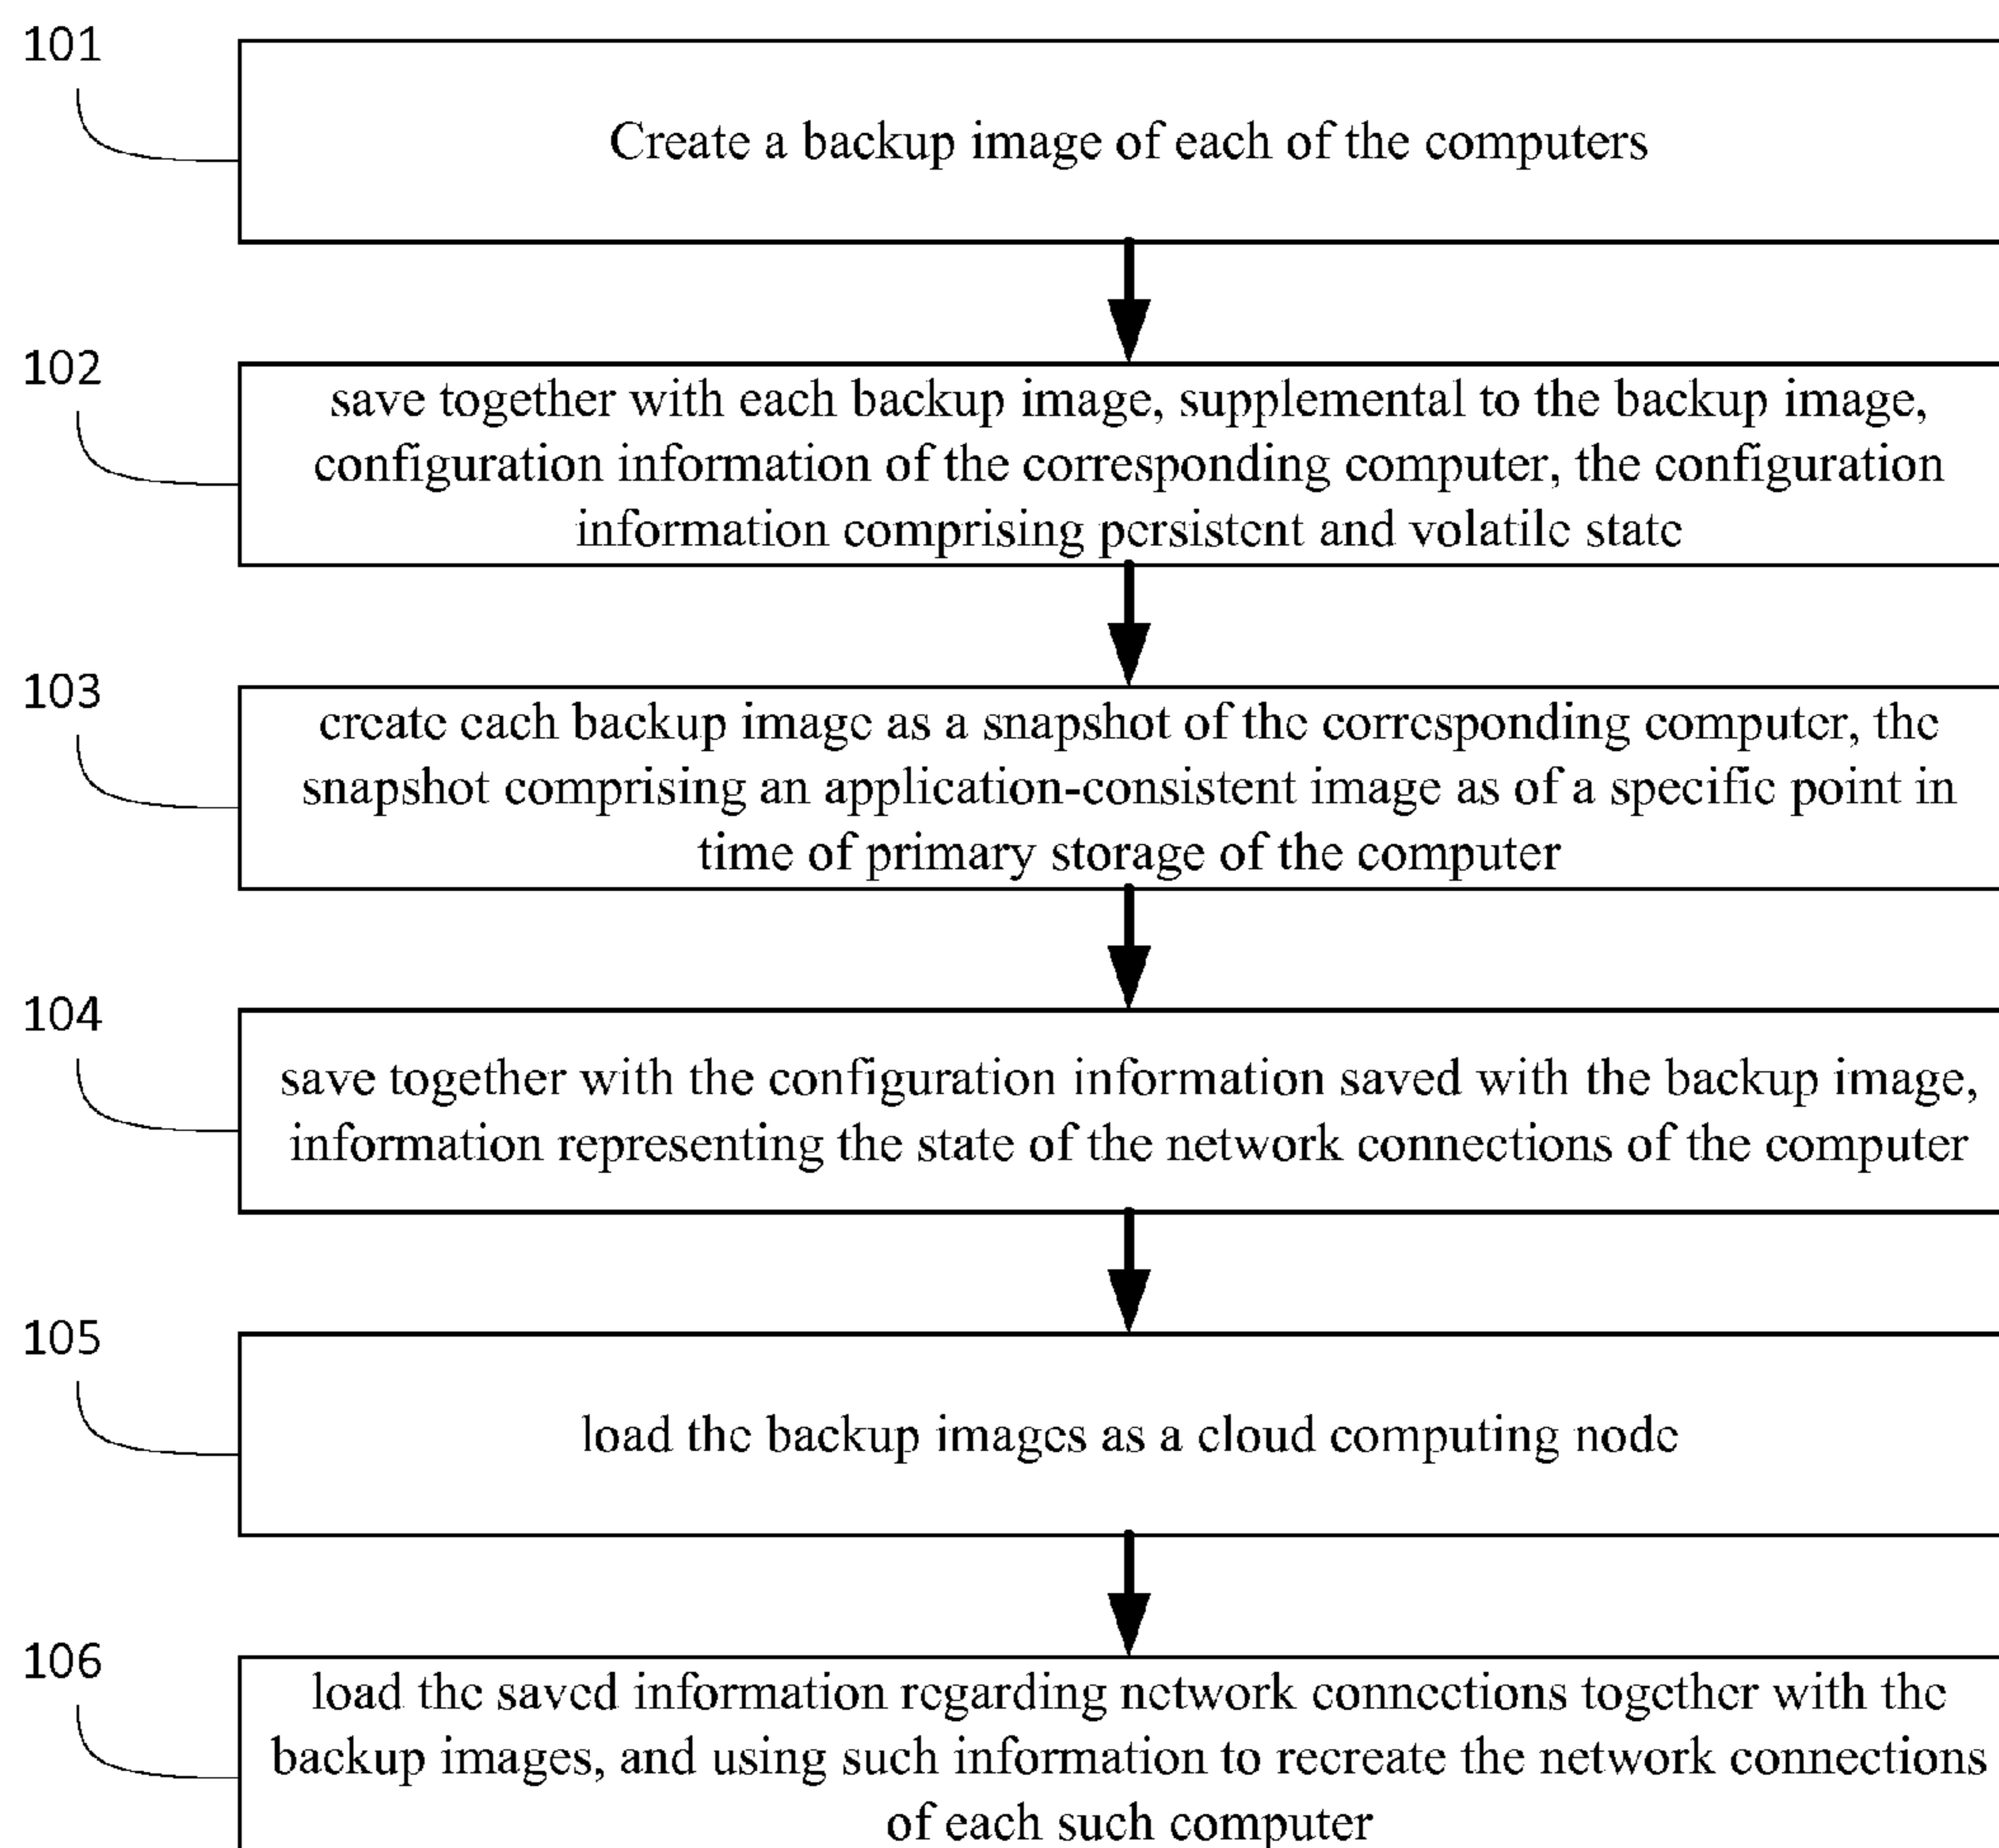 101
Create a backup image of each of the computers
102
save together with each backup image, supplemental to the backup image,
configuration information of the corresponding computer, the configuration
information comprising persistent and volatile state
103
create each backup image as a snapshot of the corresponding computer, the
snapshot comprising an application-consistent image as of a specific point in
time of primary storage of the computer
104
save together with the configuration information saved with the backup image,
information representing the state of the network connections of the computer
105
load the backup images as a cloud computing node
106
load the saved information regarding network connections together with the
backup images, and using such information to recreate the network connections
of each such computer